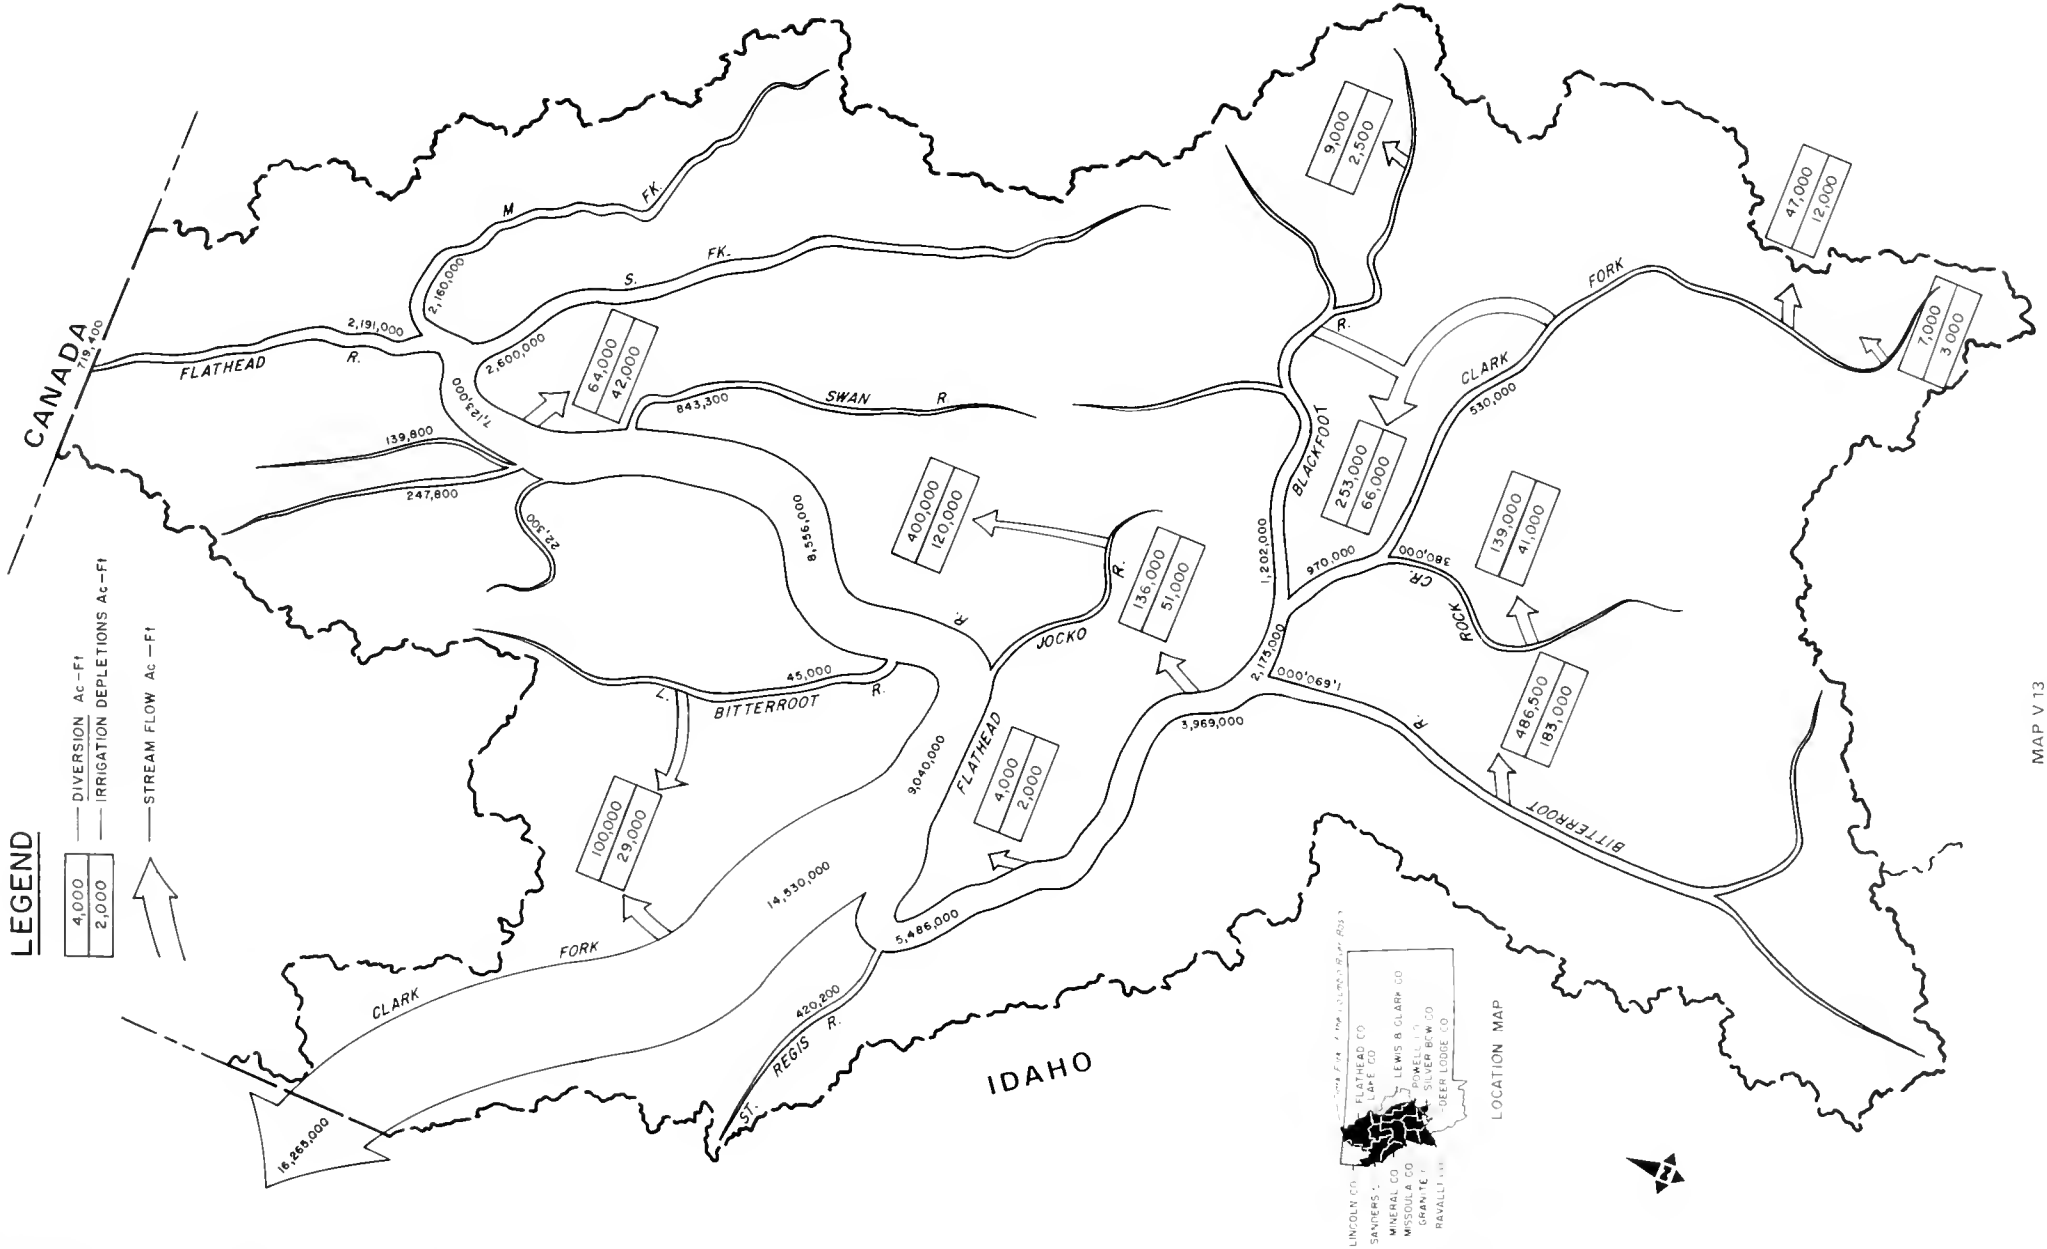 LEGEND
4,000
2,000
DIVERSION Ac-Ft
IRRIGATION DEPLETIONS Ac-Ft
STREAM FLOW Ac-Ft
CANADA
719,400
FLATHEAD
R.
2,191,000
M
FK.
2,160,000
S.
FK.
2,600,000
7,123,000
64,000
42,000
139,800
247,800
22,300
843,300
SWAN
R
8,556,000
400,000
120,000
R.
JOCKO
R.
136,000
51,000
45,000
L.
BITTERROOT
R.
100,000
29,000
9,040,000
FLATHEAD
4,000
2,000
14,530,000
CLARK
FORK
5,486,000
420,200
ST.
REGIS
R.
16,265,000
IDAHO
9,000
2,500
R.
BLACKFOOT
1,202,000
253,000
66,000
CLARK
FORK
530,000
47,000
12,000
7,000
3 000
970,000
380,000
ROCK
CR.
139,000
41,000
2,175,000
1,690,000
3,969,000
R.
BITTERROOT
486,500
183,000
LINCOLN CO
SANDERS
MINERAL CO
MISSOULA CO
GRANITE
RAVALLI
FLATHEAD CO
LAKE CO
LEWIS & CLARK CO
POWELL
SILVER BOW CO
DEER LODGE CO
LOCATION MAP
MAP V 13